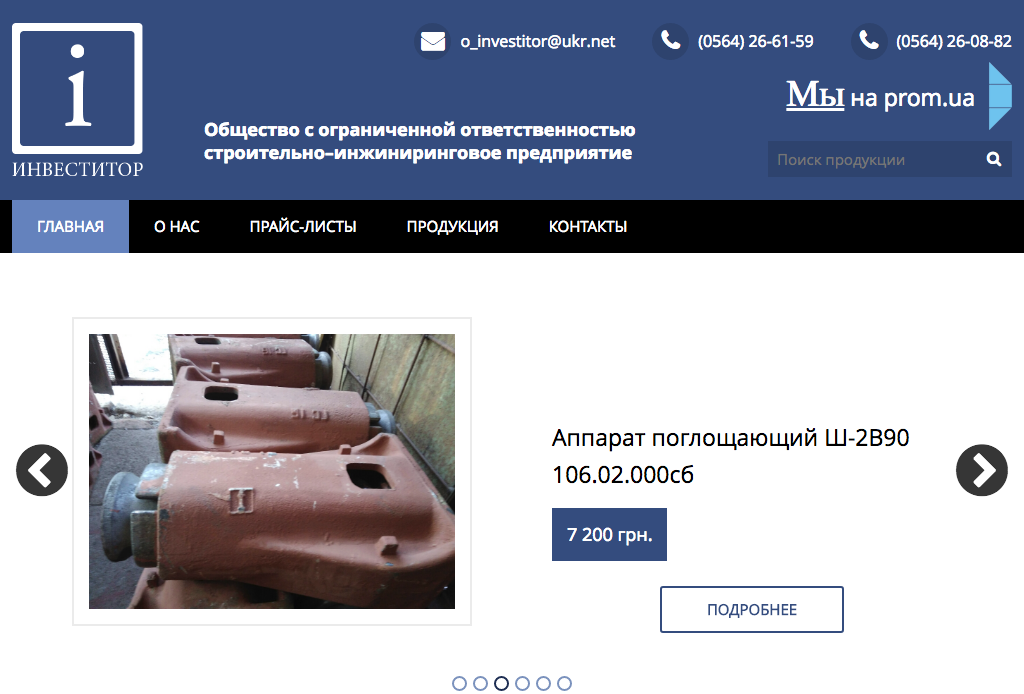 i
ИНВЕСТИТОР
o_investitor@ukr.net
(0564) 26-61-59
(0564) 26-08-82
Мы на prom.ua
Общество с ограниченной ответственностью
строительно–инжиниринговое предприятие
Поиск продукции
ГЛАВНАЯ
О НАС
ПРАЙС-ЛИСТЫ
ПРОДУКЦИЯ
КОНТАКТЫ
Аппарат поглощающий Ш-2В90
106.02.000сб
7 200 грн.
ПОДРОБНЕЕ